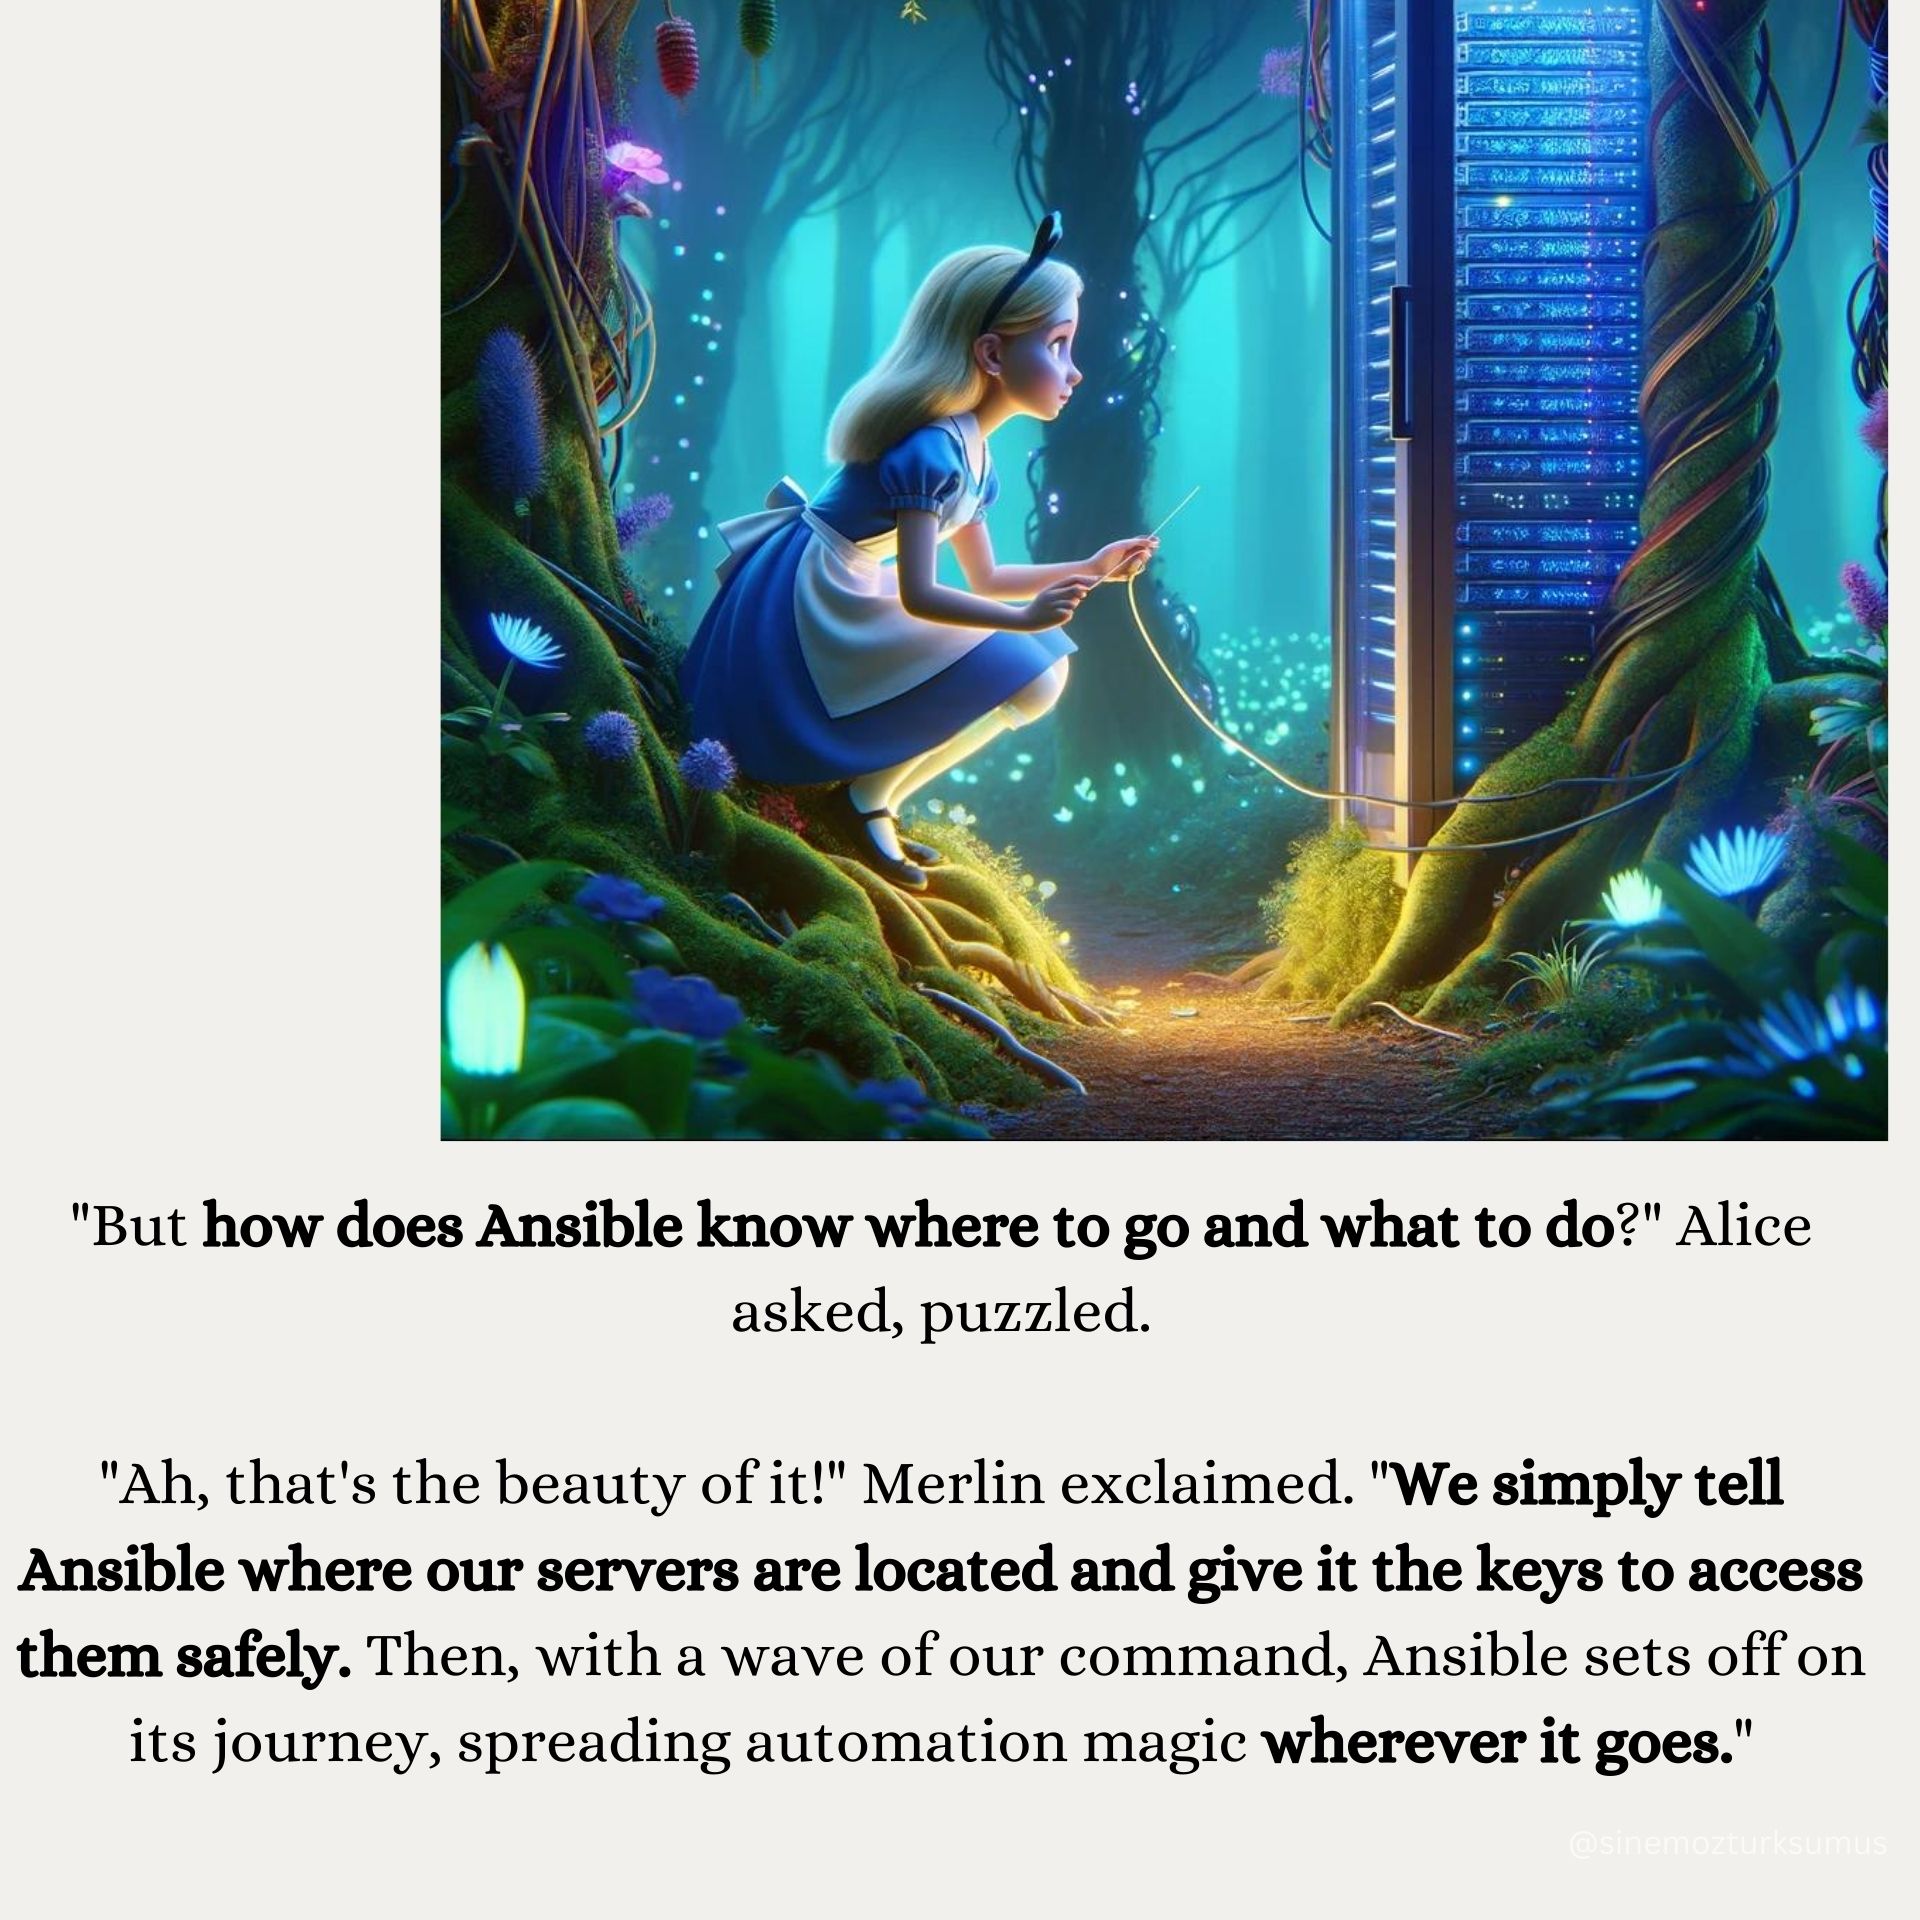 "But how does Ansible know where to go and what to do?" Alice
asked, puzzled.
"Ah, that's the beauty of it!" Merlin exclaimed. "We simply tell
Ansible where our servers are located and give it the keys to access
them safely. Then, with a wave of our command, Ansible sets off on
its journey, spreading automation magic wherever it goes."
@sinemozturksumus